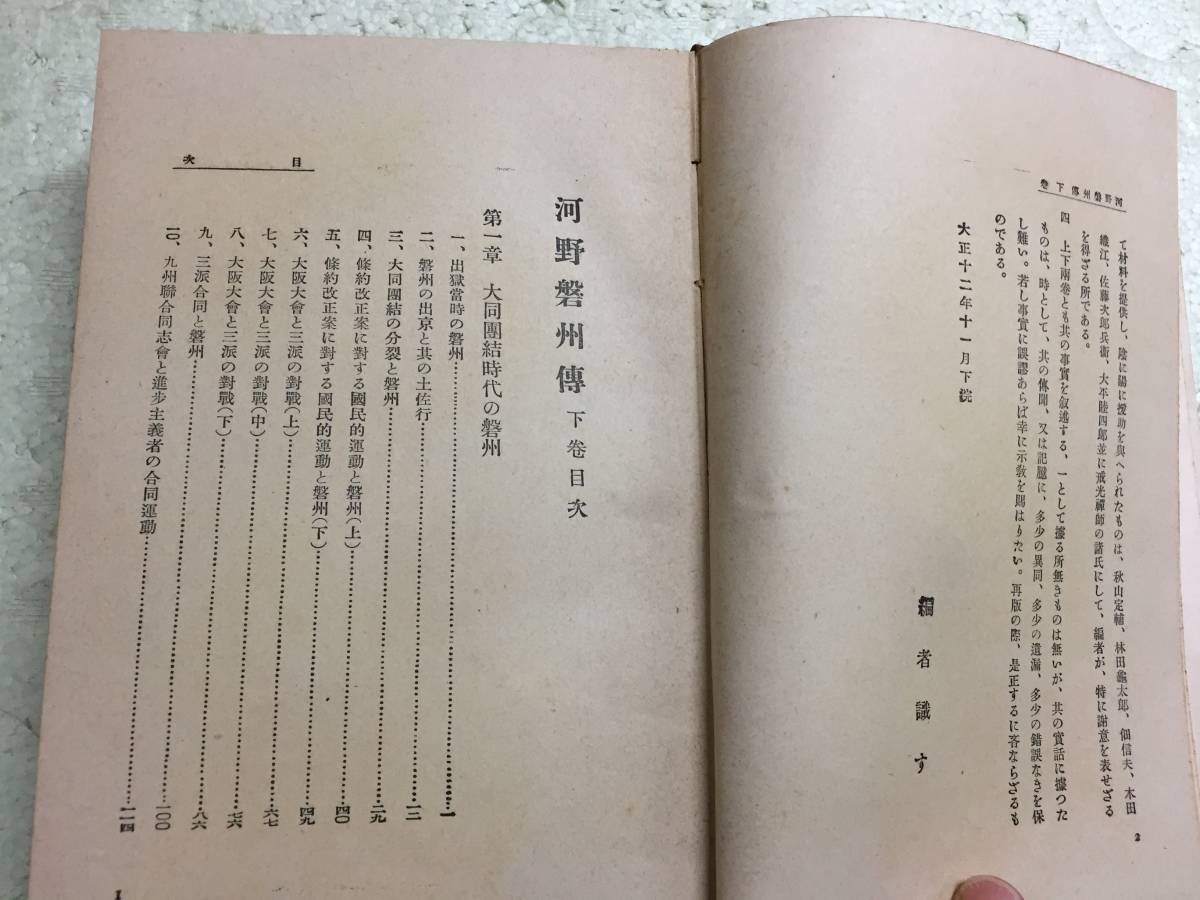 河野磐州傳 下卷
て材料を提供し、陰に陽に援助を與へられたものは、秋山定輔、林田龜太郎、佃信夫、木田
織江、佐藤次郎兵衞、大平陸四郎並に戒光禪師の諸氏にして、編者が、特に謝意を表せざる
を得ざる所である。
四 上下兩卷とも其の事實を叙述する、一として據る所無きものは無いが、其の實話に據つた
ものは、時として、其の傳聞、又は記臆に、多少の異同、多少の遺漏、多少の錯誤なきを保
し難い。若し事實に誤謬あらば幸に示敎を賜はりたい。再版の際、是正するに吝ならざるも
のである。
大正十二年十一月下浣
編者識す
2
目次
河野磐州傳 下卷目次
第一章 大同團結時代の磐州
一、出獄當時の磐州……一
二、磐州の出京と其の土佐行……一三
三、大同團結の分裂と磐州……二九
四、條約改正案に對する國民的運動と磐州(上)……四〇
五、條約改正案に對する國民的運動と磐州(下)……四九
六、大阪大會と三派の對戰(上)……六七
七、大阪大會と三派の對戰(中)……七六
八、大阪大會と三派の對戰(下)……八六
九、三派合同と磐州……一〇〇
一〇、九州聯合同志會と進步主義者の合同運動……一一四